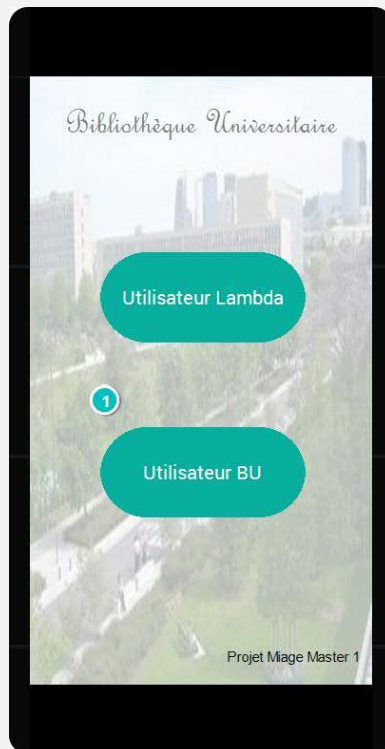 Bibliothèque Universitaire
Utilisateur Lambda
1
Utilisateur BU
Projet Miage Master 1